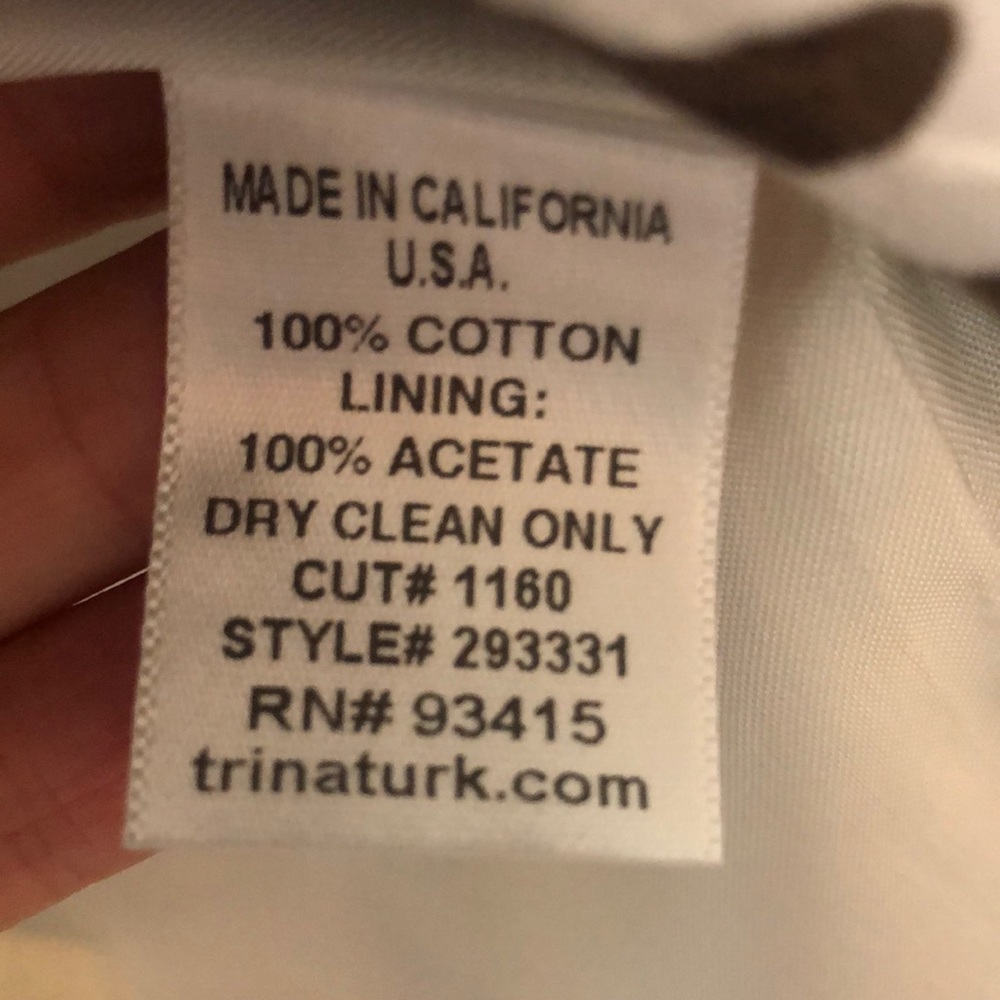 MADE IN CALIFORNIA
U.S.A.
100% COTTON
LINING:
100% ACETATE
DRY CLEAN ONLY
CUT# 1160
STYLE# 293331
RN# 93415
trinaturk.com